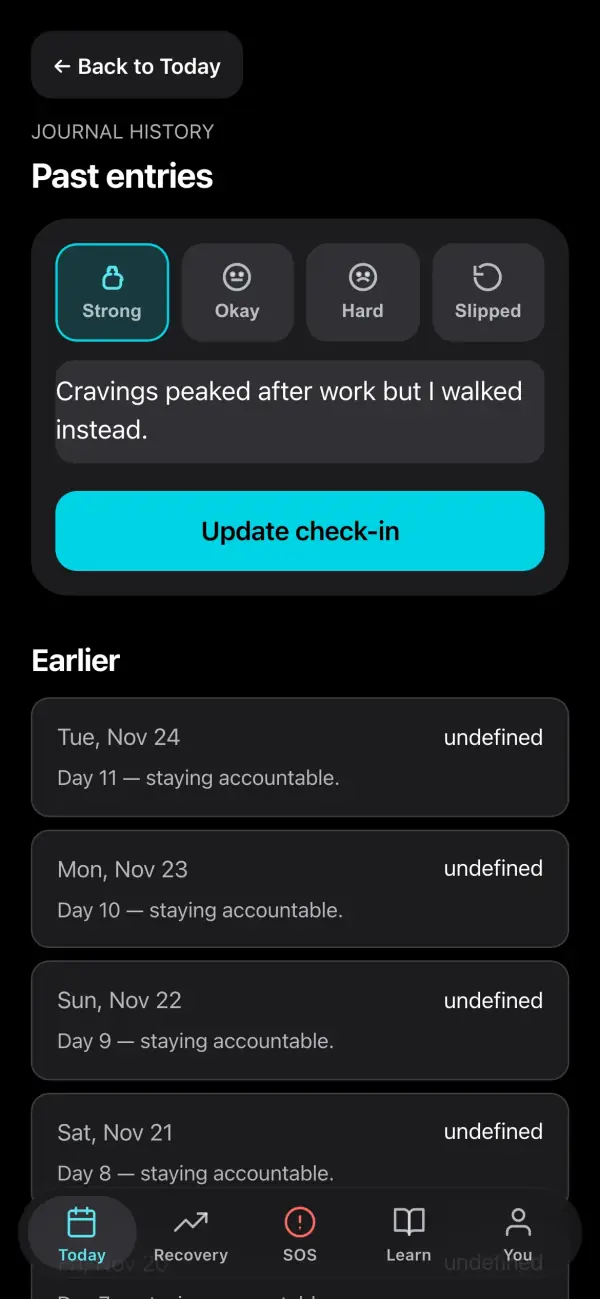 ← Back to Today
JOURNAL HISTORY
Past entries
Strong
Okay
Hard
Slipped
Cravings peaked after work but I walked
instead.
Update check-in
Earlier
Tue, Nov 24
undefined
Day 11 — staying accountable.
Mon, Nov 23
undefined
Day 10 — staying accountable.
Sun, Nov 22
undefined
Day 9 — staying accountable.
Sat, Nov 21
undefined
Day 8 — staying accountable.
Nov 20
undefined
Today
Recovery
SOS
Learn
You